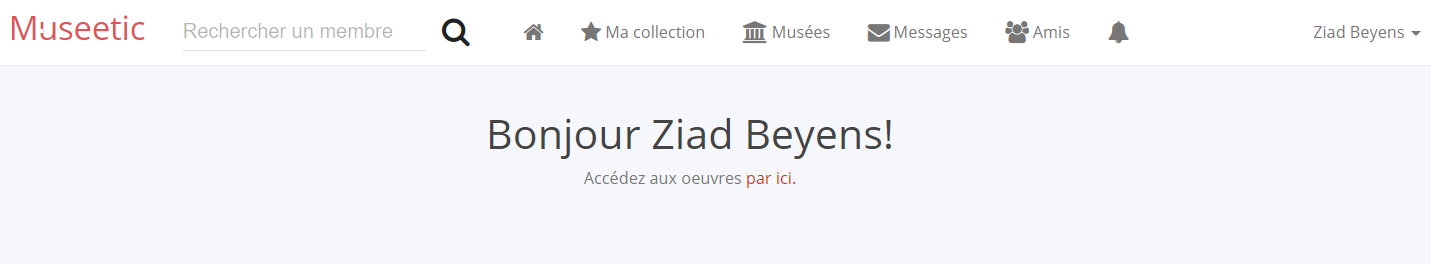 Museetic Rechercher un membre Ma collection Musées Messages Amis Ziad Beyens
Bonjour Ziad Beyens!
Accédez aux oeuvres par ici.